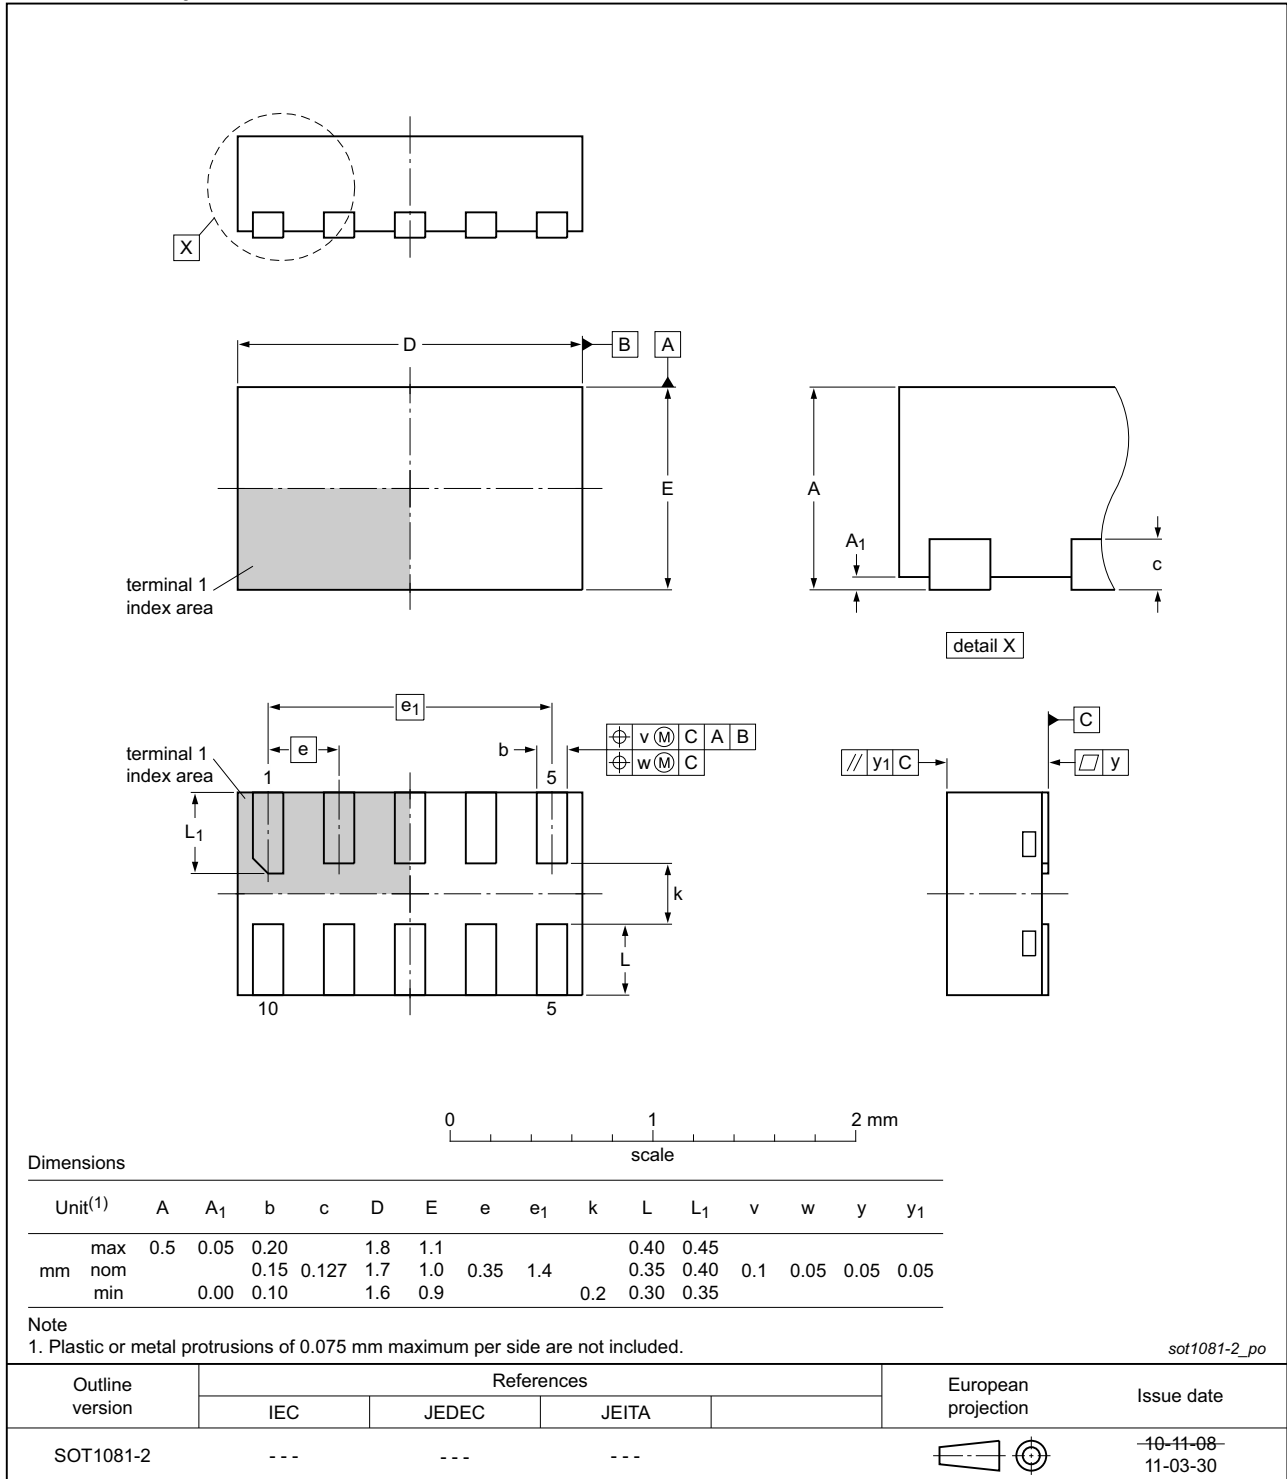 X
D
B
A
E
terminal 1
index area
A
A1
c
detail X
e1
e
b
v Ⓜ C A B
w Ⓜ C
terminal 1
index area
1
5
L1
k
L
10
5
C
// y1 C
y
0 1 2 mm
scale
Dimensions
Unit(1) A A1 b c D E e e1 k L L1 v w y y1
max 0.5 0.05 0.20 1.8 1.1 0.40 0.45
mm nom 0.15 0.127 1.7 1.0 0.35 1.4 0.35 0.40 0.1 0.05 0.05 0.05
min 0.00 0.10 1.6 0.9 0.2 0.30 0.35
Note
1. Plastic or metal protrusions of 0.075 mm maximum per side are not included.
sot1081-2_po
Outline
version
References
IEC JEDEC JEITA
European
projection
Issue date
SOT1081-2 - - - - - - - - -
10-11-08
11-03-30